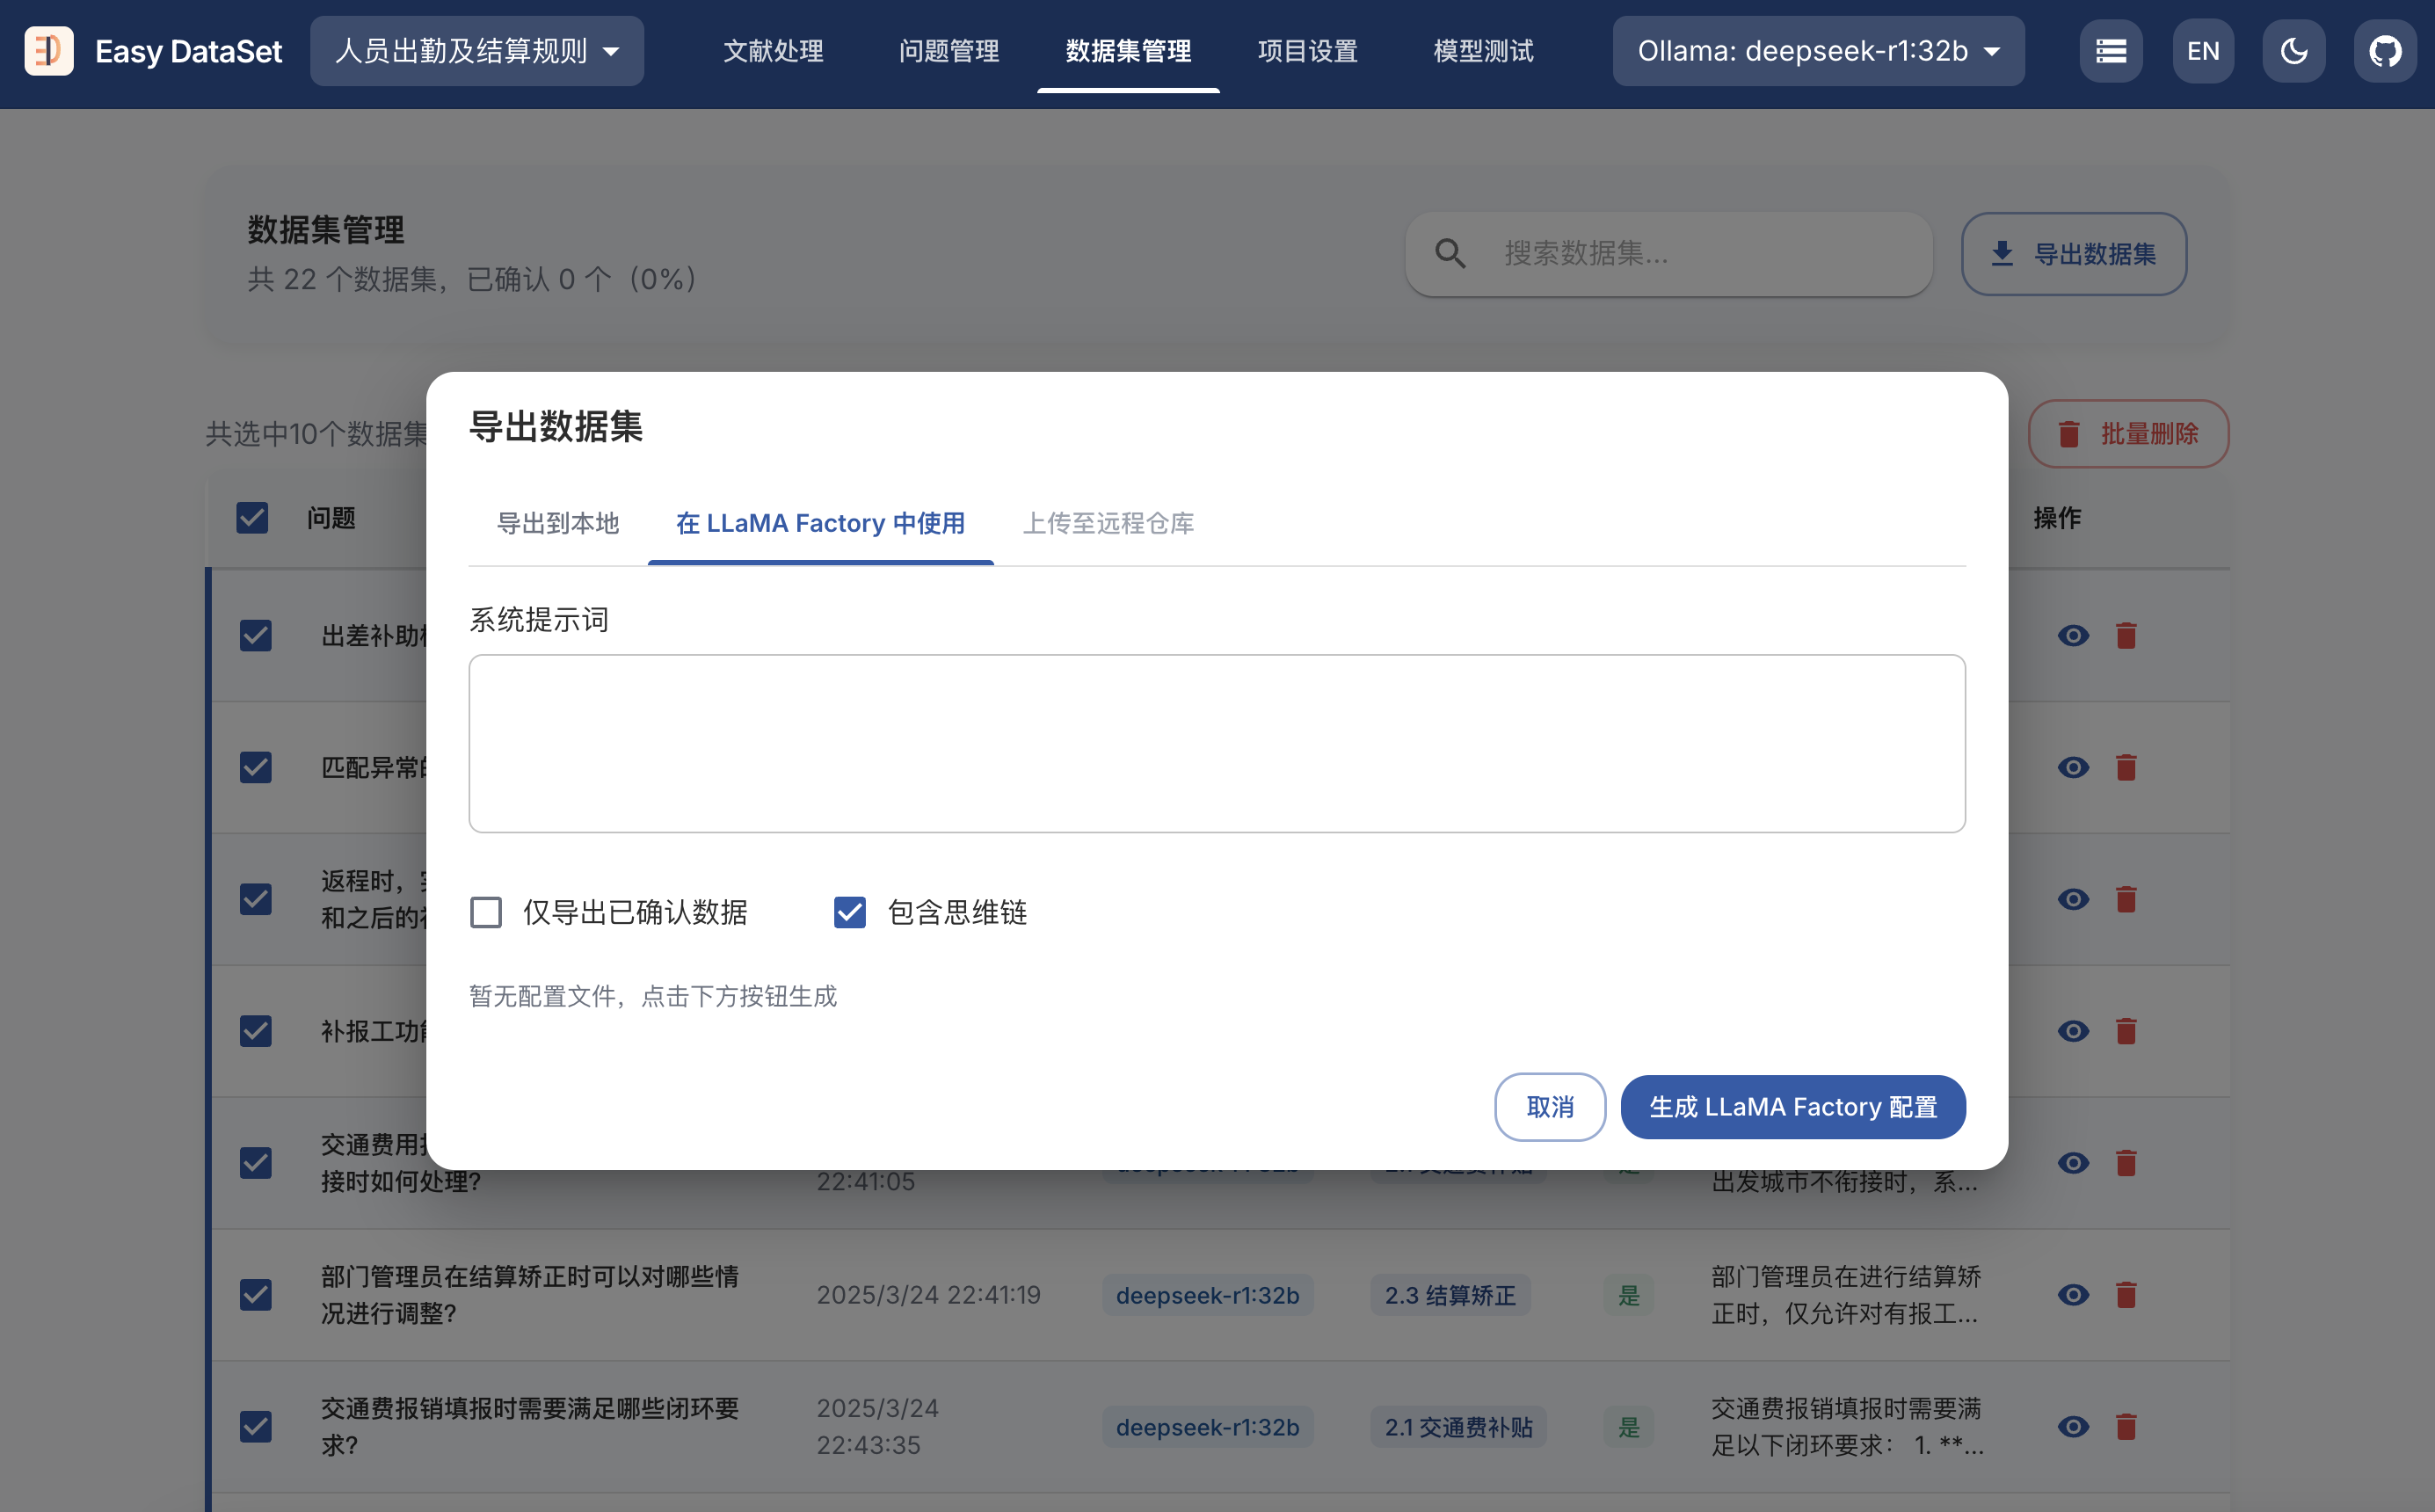 Easy DataSet
人员出勤及结算规则
文献处理
问题管理
数据集管理
项目设置
模型测试
Ollama: deepseek-r1:32b
EN
数据集管理
共 22 个数据集，已确认 0 个（0%）
搜索数据集...
导出数据集
共选中10个数据集
批量删除
问题
操作
导出数据集
导出到本地
在 LLaMA Factory 中使用
上传至远程仓库
系统提示词
仅导出已确认数据
包含思维链
暂无配置文件，点击下方按钮生成
取消
生成 LLaMA Factory 配置
出差补助
匹配异常
返程时，
和之后的
补报工功
交通费用
接时如何处理?
22:41:05
出发城市不衔接时，系...
部门管理员在结算矫正时可以对哪些情
况进行调整?
2025/3/24 22:41:19
deepseek-r1:32b
2.3 结算矫正
是
部门管理员在进行结算矫
正时，仅允许对有报工...
交通费报销填报时需要满足哪些闭环要
求?
2025/3/24
22:43:35
deepseek-r1:32b
2.1 交通费补贴
是
交通费报销填报时需要满
足以下闭环要求： 1. **...